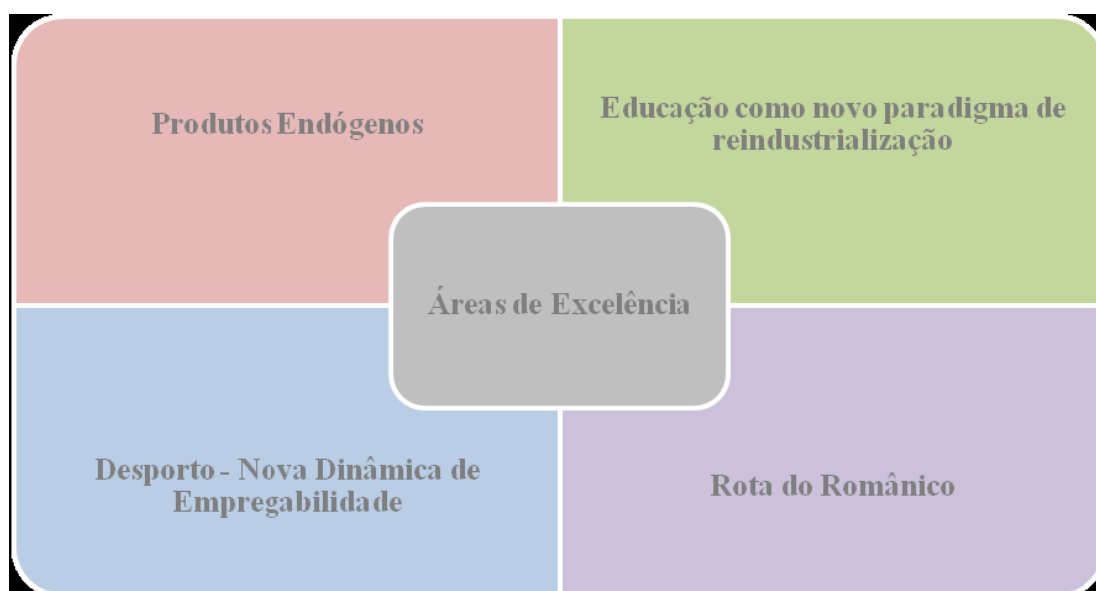 Produtos Endógenos
Educação como novo paradigma de
reindustrialização
Áreas de Excelência
Desporto - Nova Dinâmica de
Empregabilidade
Rota do Românico